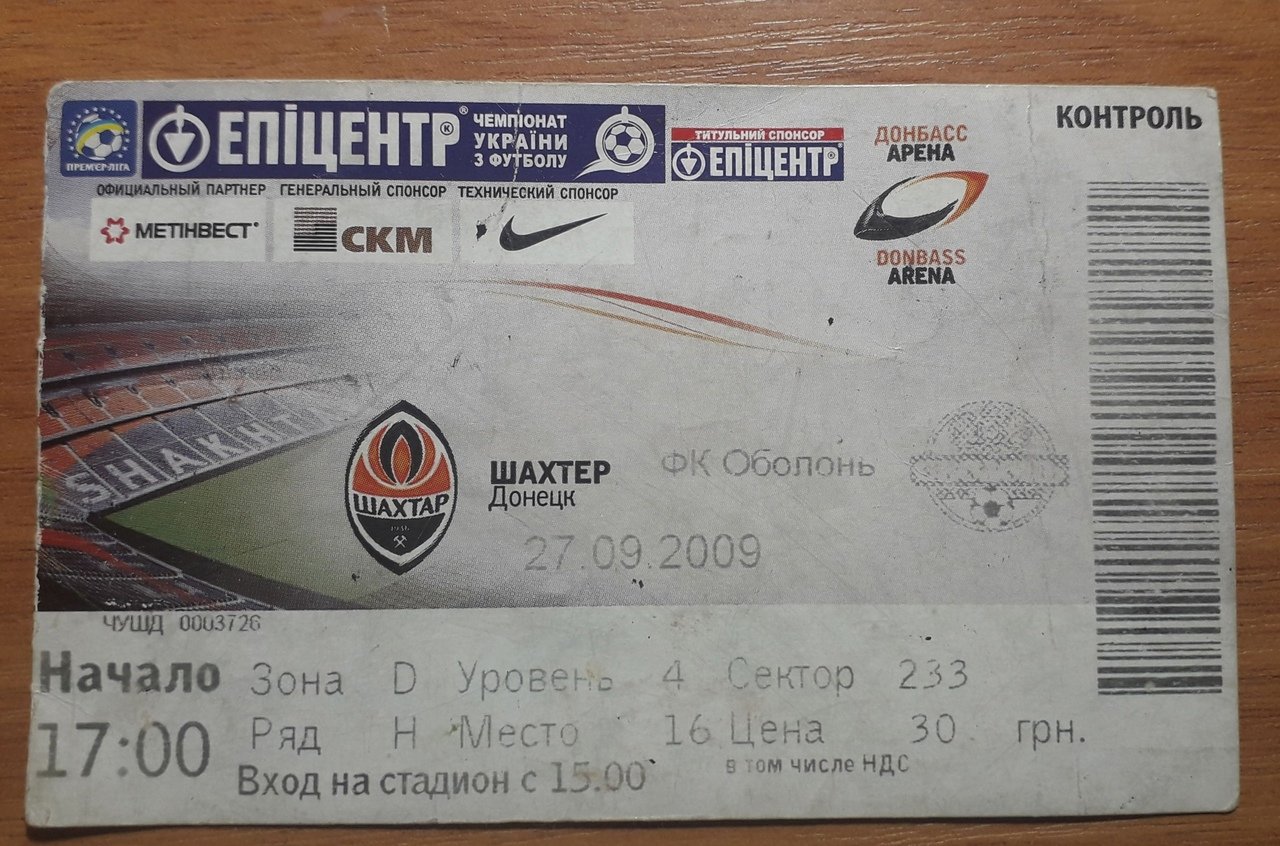 ПРЕМ'ЄР-ЛІГА
ЕПІЦЕНТР К®
ЧЕМПІОНАТ
УКРАЇНИ
З ФУТБОЛУ
ТИТУЛЬНИЙ СПОНСОР
ЕПІЦЕНТР®
ДОНБАСС
АРЕНА
DONBASS
ARENA
КОНТРОЛЬ
ОФИЦИАЛЬНЫЙ ПАРТНЕР ГЕНЕРАЛЬНЫЙ СПОНСОР ТЕХНИЧЕСКИЙ СПОНСОР
МЕТІНВЕСТ СКМ
SHAKHT
ШАХТАР
1936
ШАХТЕР ФК Оболонь
Донецк
27.09.2009
ЧУШД 0003726
Начало Зона D Уровень 4 Сектор 233
17:00 Ряд Н Место 16 Цена 30 грн.
Вход на стадион с 15.00 в том числе НДС